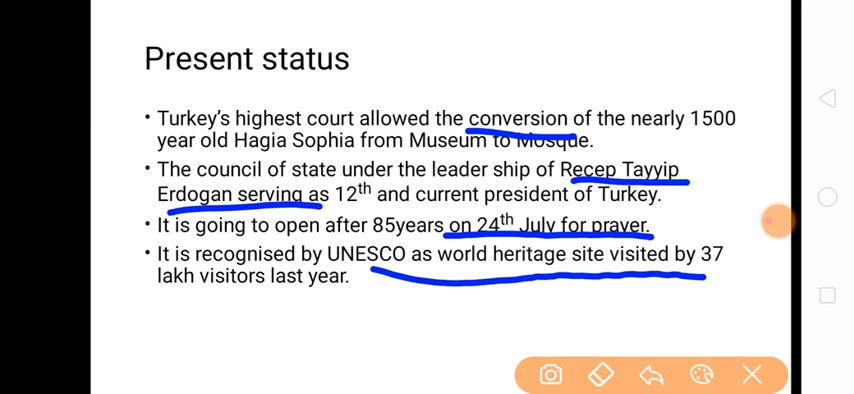 Present status
• Turkey's highest court allowed the conversion of the nearly 1500
year old Hagia Sophia from Museum to Mosque.
• The council of state under the leader ship of Recep Tayyip
Erdogan serving as 12th and current president of Turkey.
• It is going to open after 85years on 24th July for prayer.
• It is recognised by UNESCO as world heritage site visited by 37
lakh visitors last year.